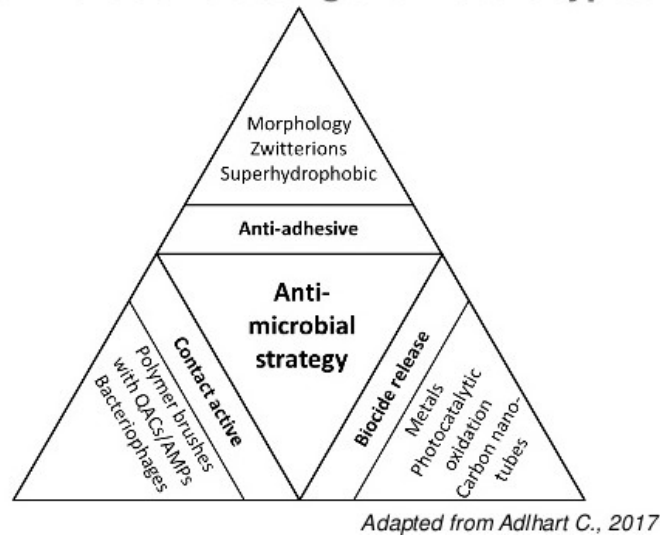 Morphology
Zwitterions
Superhydrophobic
Anti-adhesive
Anti-
microbial
strategy
Contact active
Polymer brushes
with QACs/AMPs
Bacteriophages
Biocide release
Metals
Photocatalytic
oxidation
Carbon nano-
tubes
Adapted from Adlhart C., 2017